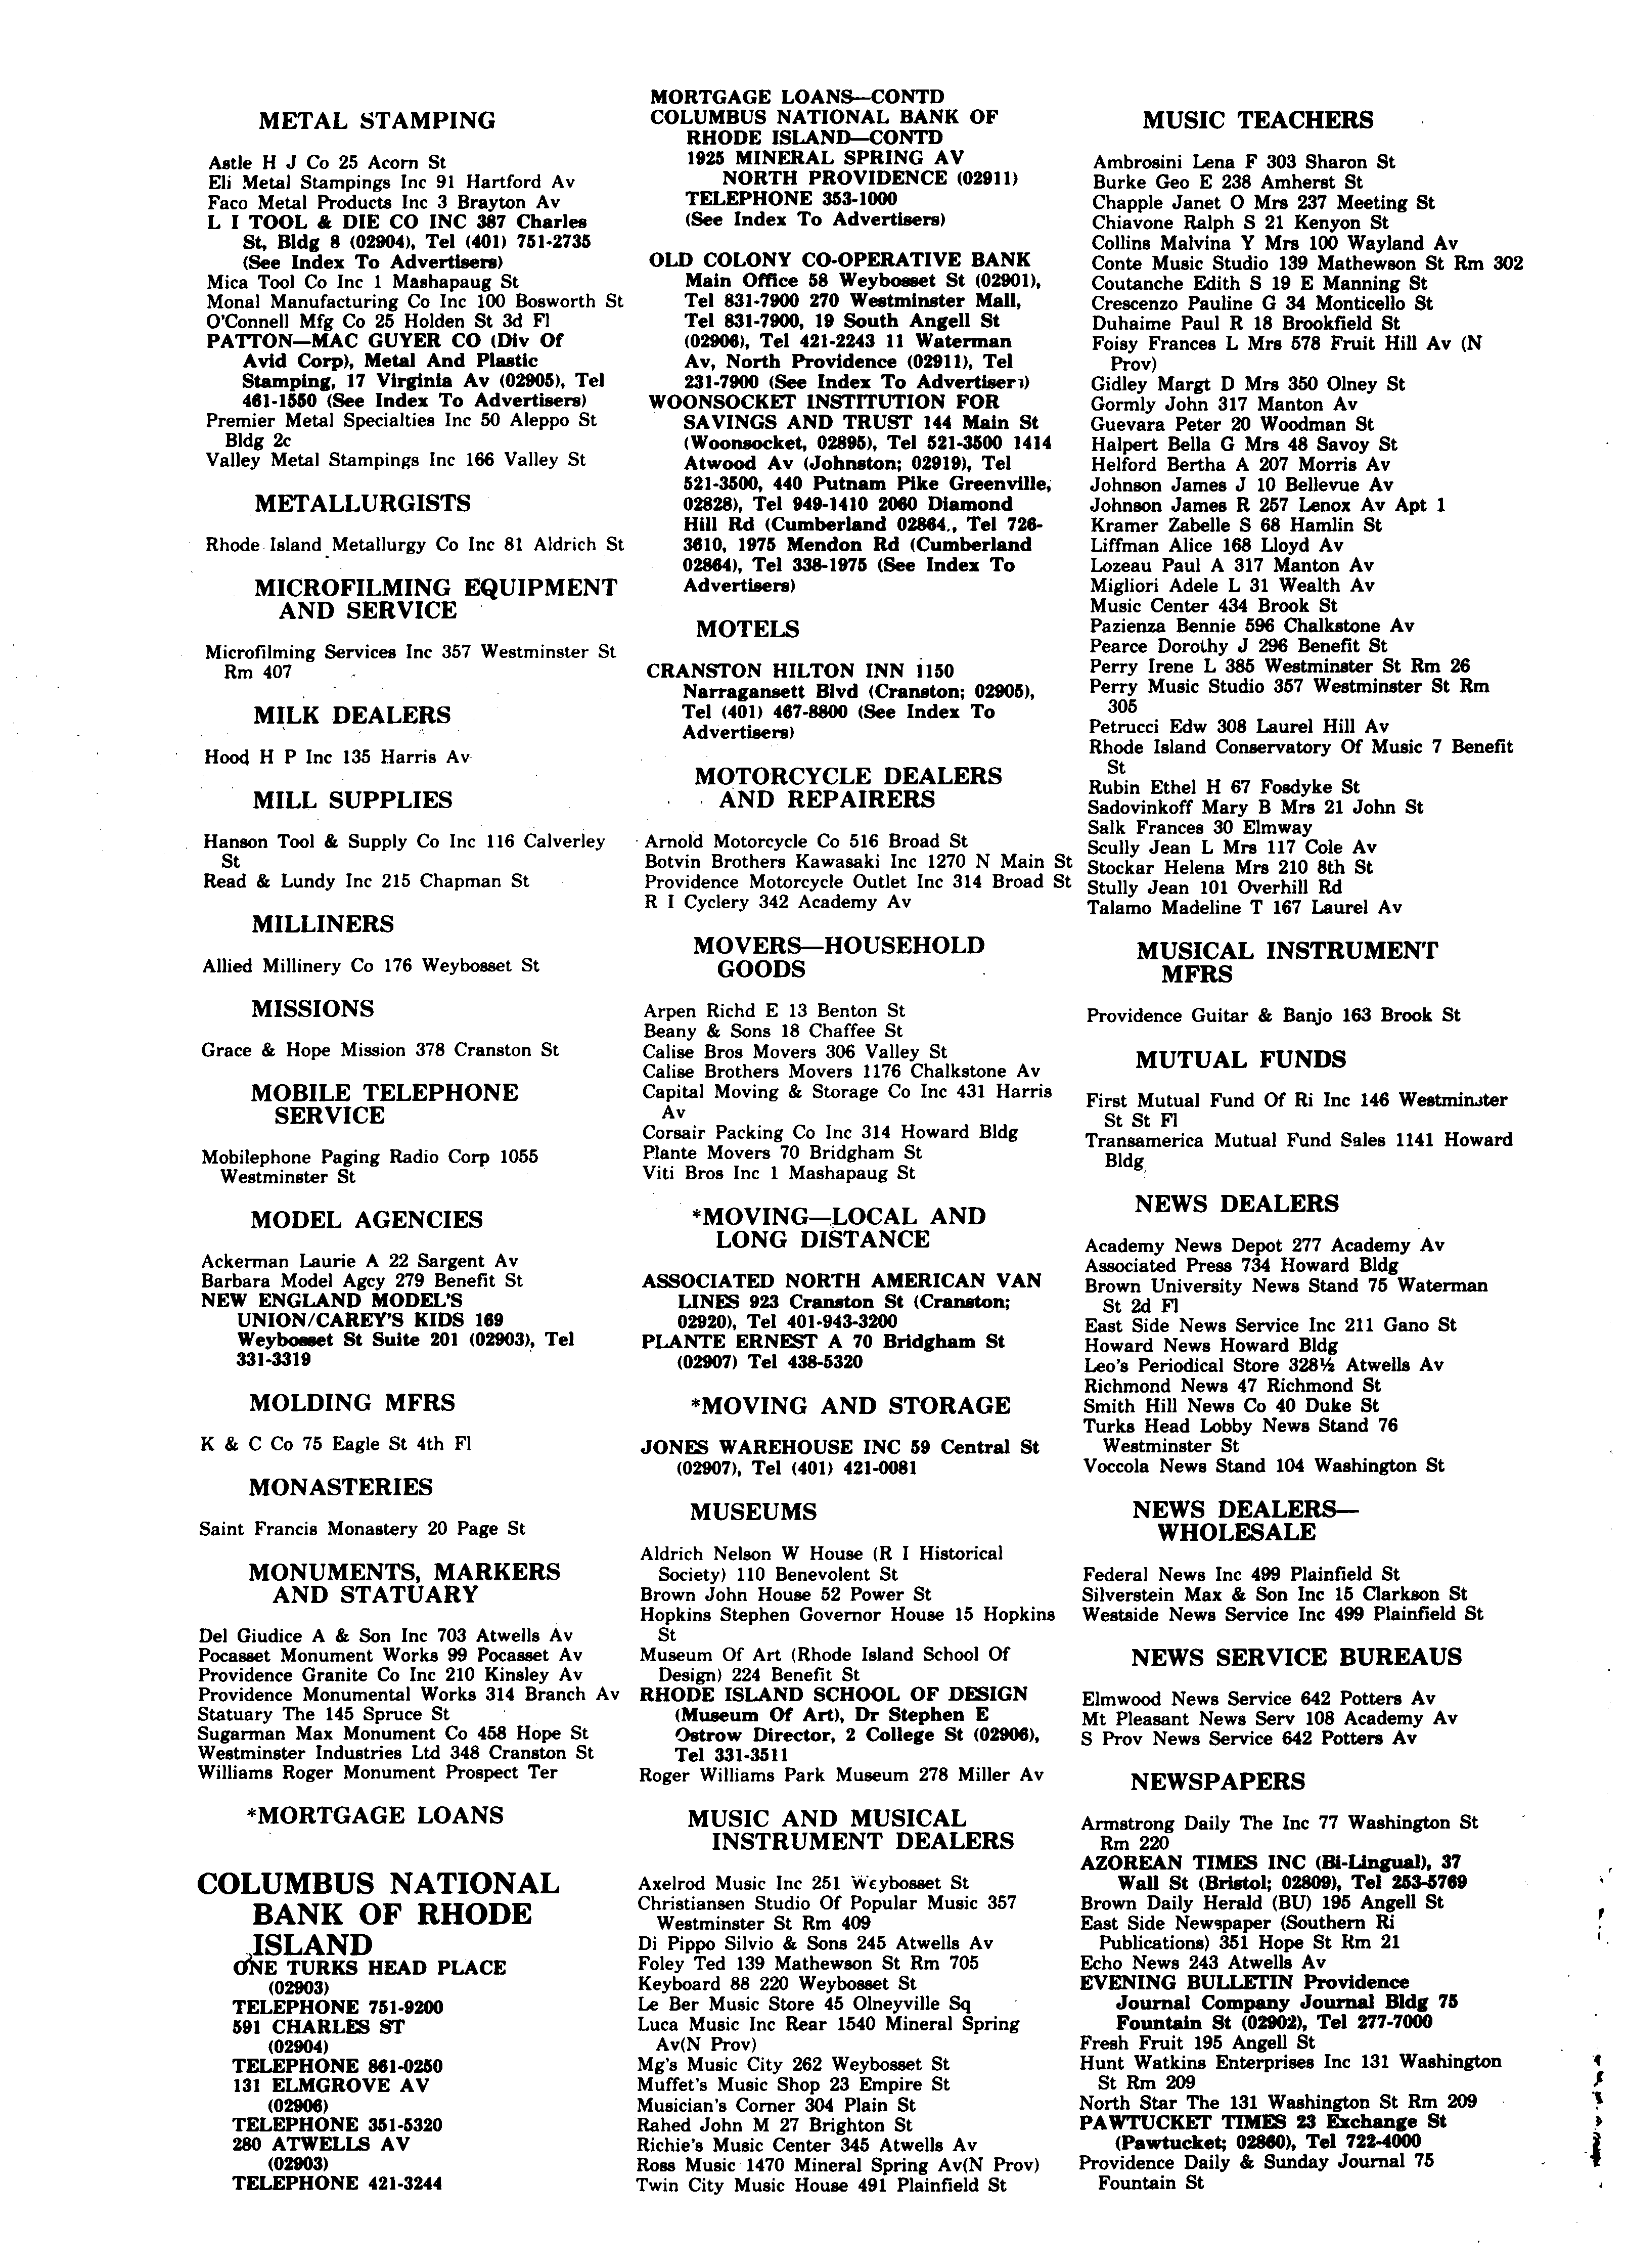 METAL STAMPING
Astle H J Co 25 Acorn St
Eli Metal Stampings Inc 91 Hartford Av
Faco Metal Products Inc 3 Brayton Av
L I TOOL & DIE CO INC 387 Charles
St, Bldg 8 (02904), Tel (401) 751-2735
(See Index To Advertisers)
Mica Tool Co Inc 1 Mashapaug St
Monal Manufacturing Co Inc 100 Bosworth St
O'Connell Mfg Co 25 Holden St 3d Fl
PATTON—MAC GUYER CO (Div Of
Avid Corp), Metal And Plastic
Stamping, 17 Virginia Av (02905), Tel
461-1550 (See Index To Advertisers)
Premier Metal Specialties Inc 50 Aleppo St
Bldg 2c
Valley Metal Stampings Inc 166 Valley St
METALLURGISTS
Rhode Island Metallurgy Co Inc 81 Aldrich St
MICROFILMING EQUIPMENT
AND SERVICE
Microfilming Services Inc 357 Westminster St
Rm 407
MILK DEALERS
Hood H P Inc 135 Harris Av
MILL SUPPLIES
Hanson Tool & Supply Co Inc 116 Calverley
St
Read & Lundy Inc 215 Chapman St
MILLINERS
Allied Millinery Co 176 Weybosset St
MISSIONS
Grace & Hope Mission 378 Cranston St
MOBILE TELEPHONE
SERVICE
Mobilephone Paging Radio Corp 1055
Westminster St
MODEL AGENCIES
Ackerman Laurie A 22 Sargent Av
Barbara Model Agcy 279 Benefit St
NEW ENGLAND MODEL'S
UNION/CAREY'S KIDS 169
Weybosset St Suite 201 (02903), Tel
331-3319
MOLDING MFRS
K & C Co 75 Eagle St 4th Fl
MONASTERIES
Saint Francis Monastery 20 Page St
MONUMENTS, MARKERS
AND STATUARY
Del Giudice A & Son Inc 703 Atwells Av
Pocasset Monument Works 99 Pocasset Av
Providence Granite Co Inc 210 Kinsley Av
Providence Monumental Works 314 Branch Av
Statuary The 145 Spruce St
Sugarman Max Monument Co 458 Hope St
Westminster Industries Ltd 348 Cranston St
Williams Roger Monument Prospect Ter
*MORTGAGE LOANS
COLUMBUS NATIONAL
BANK OF RHODE
ISLAND
ONE TURKS HEAD PLACE
(02903)
TELEPHONE 751-9200
591 CHARLES ST
(02904)
TELEPHONE 861-0250
131 ELMGROVE AV
(02906)
TELEPHONE 351-5320
280 ATWELLS AV
(02903)
TELEPHONE 421-3244
MORTGAGE LOANS—CONTD
COLUMBUS NATIONAL BANK OF
RHODE ISLAND—CONTD
1925 MINERAL SPRING AV
NORTH PROVIDENCE (02911)
TELEPHONE 353-1000
(See Index To Advertisers)
OLD COLONY CO-OPERATIVE BANK
Main Office 58 Weybosset St (02901),
Tel 831-7900 270 Westminster Mall,
Tel 831-7900, 19 South Angell St
(02906), Tel 421-2243 11 Waterman
Av, North Providence (02911), Tel
231-7900 (See Index To Advertisers)
WOONSOCKET INSTITUTION FOR
SAVINGS AND TRUST 144 Main St
(Woonsocket, 02895), Tel 521-3500 1414
Atwood Av (Johnston; 02919), Tel
521-3500, 440 Putnam Pike Greenville,
02828), Tel 949-1410 2060 Diamond
Hill Rd (Cumberland 02864., Tel 726-
3610, 1975 Mendon Rd (Cumberland
02864), Tel 338-1975 (See Index To
Advertisers)
MOTELS
CRANSTON HILTON INN 1150
Narragansett Blvd (Cranston; 02905),
Tel (401) 467-8800 (See Index To
Advertisers)
MOTORCYCLE DEALERS
AND REPAIRERS
Arnold Motorcycle Co 516 Broad St
Botvin Brothers Kawasaki Inc 1270 N Main St
Providence Motorcycle Outlet Inc 314 Broad St
R I Cyclery 342 Academy Av
MOVERS—HOUSEHOLD
GOODS
Arpen Richd E 13 Benton St
Beany & Sons 18 Chaffee St
Calise Bros Movers 306 Valley St
Calise Brothers Movers 1176 Chalkstone Av
Capital Moving & Storage Co Inc 431 Harris
Av
Corsair Packing Co Inc 314 Howard Bldg
Plante Movers 70 Bridgham St
Viti Bros Inc 1 Mashapaug St
*MOVING—LOCAL AND
LONG DISTANCE
ASSOCIATED NORTH AMERICAN VAN
LINES 923 Cranston St (Cranston;
02920), Tel 401-943-3200
PLANTE ERNEST A 70 Bridgham St
(02907) Tel 438-5320
*MOVING AND STORAGE
JONES WAREHOUSE INC 59 Central St
(02907), Tel (401) 421-0081
MUSEUMS
Aldrich Nelson W House (R I Historical
Society) 110 Benevolent St
Brown John House 52 Power St
Hopkins Stephen Governor House 15 Hopkins
St
Museum Of Art (Rhode Island School Of
Design) 224 Benefit St
RHODE ISLAND SCHOOL OF DESIGN
(Museum Of Art), Dr Stephen E
Ostrow Director, 2 College St (02906),
Tel 331-3511
Roger Williams Park Museum 278 Miller Av
MUSIC AND MUSICAL
INSTRUMENT DEALERS
Axelrod Music Inc 251 Weybosset St
Christiansen Studio Of Popular Music 357
Westminster St Rm 409
Di Pippo Silvio & Sons 245 Atwells Av
Foley Ted 139 Mathewson St Rm 705
Keyboard 88 220 Weybosset St
Le Ber Music Store 45 Olneyville Sq
Luca Music Inc Rear 1540 Mineral Spring
Av(N Prov)
Mg's Music City 262 Weybosset St
Muffet's Music Shop 23 Empire St
Musician's Corner 304 Plain St
Rahed John M 27 Brighton St
Richie's Music Center 345 Atwells Av
Ross Music 1470 Mineral Spring Av(N Prov)
Twin City Music House 491 Plainfield St
MUSIC TEACHERS
Ambrosini Lena F 303 Sharon St
Burke Geo E 238 Amherst St
Chapple Janet O Mrs 237 Meeting St
Chiavone Ralph S 21 Kenyon St
Collins Malvina Y Mrs 100 Wayland Av
Conte Music Studio 139 Mathewson St Rm 302
Coutanche Edith S 19 E Manning St
Crescenzo Pauline G 34 Monticello St
Duhaime Paul R 18 Brookfield St
Foisy Frances L Mrs 578 Fruit Hill Av (N
Prov)
Gidley Margt D Mrs 350 Olney St
Gormly John 317 Manton Av
Guevara Peter 20 Woodman St
Halpert Bella G Mrs 48 Savoy St
Helford Bertha A 207 Morris Av
Johnson James J 10 Bellevue Av
Johnson James R 257 Lenox Av Apt 1
Kramer Zabelle S 68 Hamlin St
Liffman Alice 168 Lloyd Av
Lozeau Paul A 317 Manton Av
Migliori Adele L 31 Wealth Av
Music Center 434 Brook St
Pazienza Bennie 596 Chalkstone Av
Pearce Dorothy J 296 Benefit St
Perry Irene L 385 Westminster St Rm 26
Perry Music Studio 357 Westminster St Rm
305
Petrucci Edw 308 Laurel Hill Av
Rhode Island Conservatory Of Music 7 Benefit
St
Rubin Ethel H 67 Fosdyke St
Sadovinkoff Mary B Mrs 21 John St
Salk Frances 30 Elmway
Scully Jean L Mrs 117 Cole Av
Stockar Helena Mrs 210 8th St
Stully Jean 101 Overhill Rd
Talamo Madeline T 167 Laurel Av
MUSICAL INSTRUMENT
MFRS
Providence Guitar & Banjo 163 Brook St
MUTUAL FUNDS
First Mutual Fund Of Ri Inc 146 Westminster
St St Fl
Transamerica Mutual Fund Sales 1141 Howard
Bldg
NEWS DEALERS
Academy News Depot 277 Academy Av
Associated Press 734 Howard Bldg
Brown University News Stand 75 Waterman
St 2d Fl
East Side News Service Inc 211 Gano St
Howard News Howard Bldg
Leo's Periodical Store 328½ Atwells Av
Richmond News 47 Richmond St
Smith Hill News Co 40 Duke St
Turks Head Lobby News Stand 76
Westminster St
Voccola News Stand 104 Washington St
NEWS DEALERS—
WHOLESALE
Federal News Inc 499 Plainfield St
Silverstein Max & Son Inc 15 Clarkson St
Westside News Service Inc 499 Plainfield St
NEWS SERVICE BUREAUS
Elmwood News Service 642 Potters Av
Mt Pleasant News Serv 108 Academy Av
S Prov News Service 642 Potters Av
NEWSPAPERS
Armstrong Daily The Inc 77 Washington St
Rm 220
AZOREAN TIMES INC (Bi-Lingual), 37
Wall St (Bristol; 02809), Tel 253-5769
Brown Daily Herald (BU) 195 Angell St
East Side Newspaper (Southern Ri
Publications) 351 Hope St Rm 21
Echo News 243 Atwells Av
EVENING BULLETIN Providence
Journal Company Journal Bldg 75
Fountain St (02902), Tel 277-7000
Fresh Fruit 195 Angell St
Hunt Watkins Enterprises Inc 131 Washington
St Rm 209
North Star The 131 Washington St Rm 209
PAWTUCKET TIMES 23 Exchange St
(Pawtucket; 02860), Tel 722-4000
Providence Daily & Sunday Journal 75
Fountain St